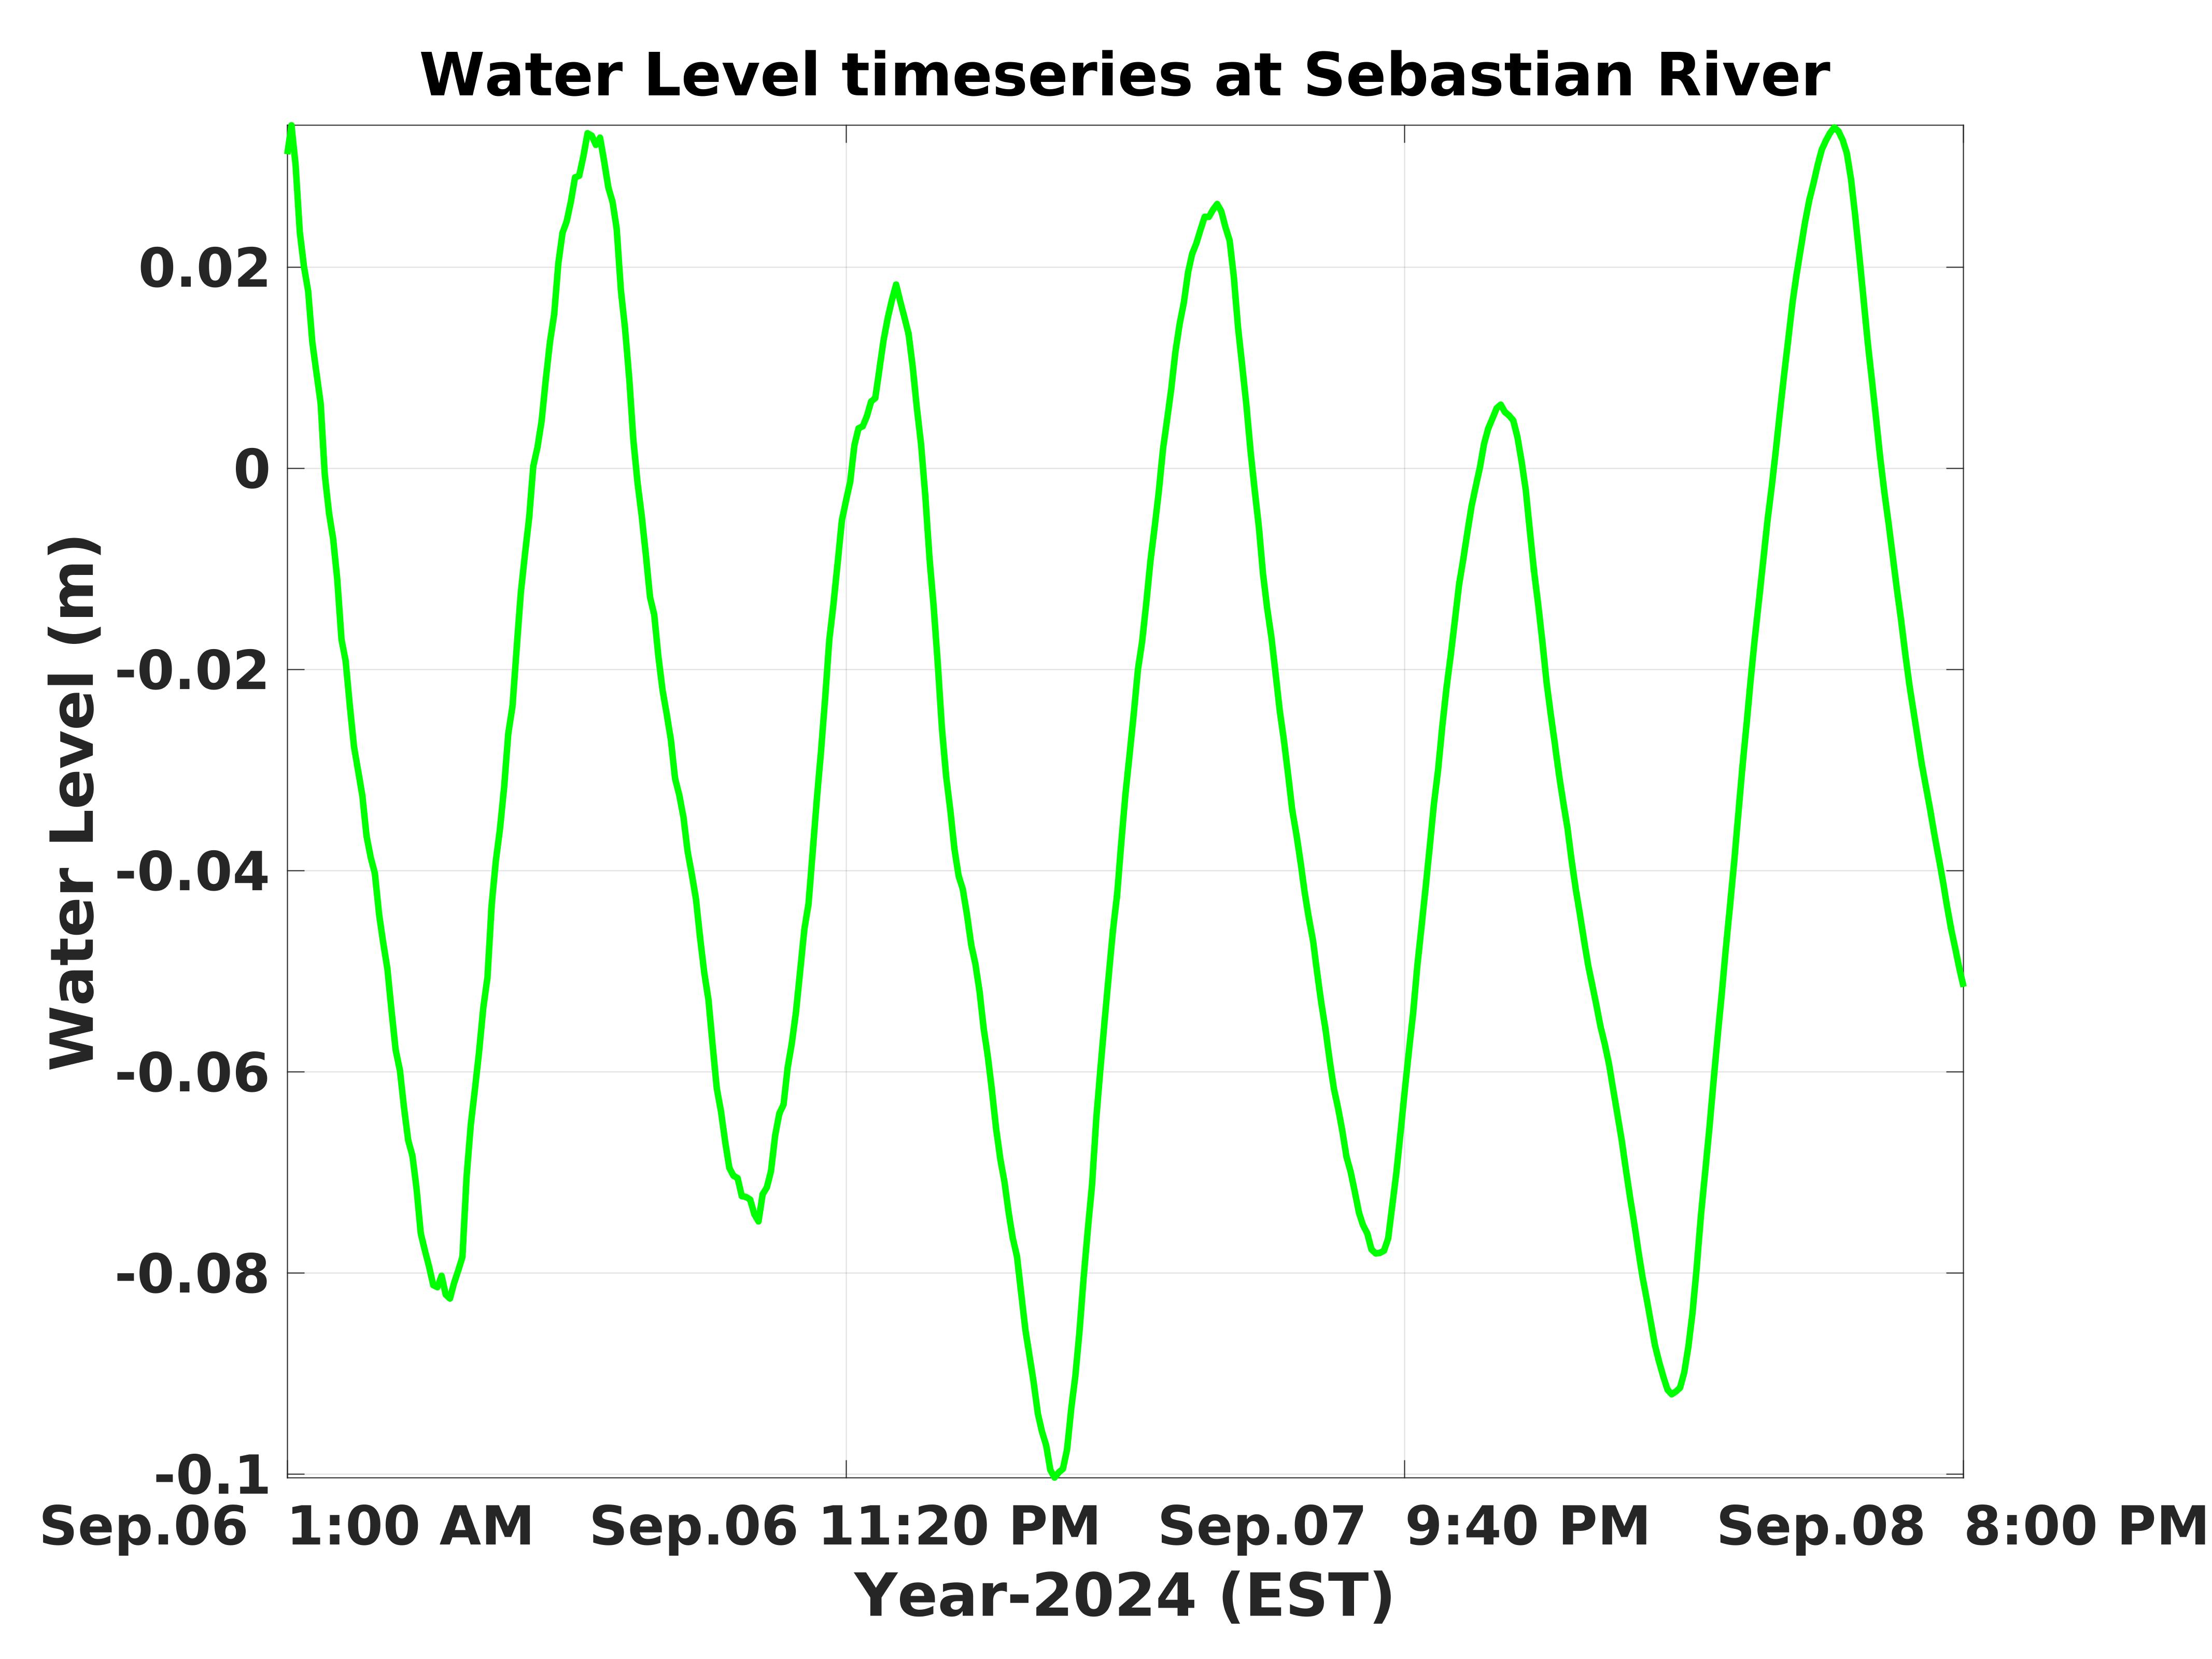 Water Level timeseries at Sebastian River
Water Level (m)
0.02
0
-0.02
-0.04
-0.06
-0.08
-0.1
Sep.06 1:00 AM Sep.06 11:20 PM Sep.07 9:40 PM Sep.08 8:00 PM
Year-2024 (EST)